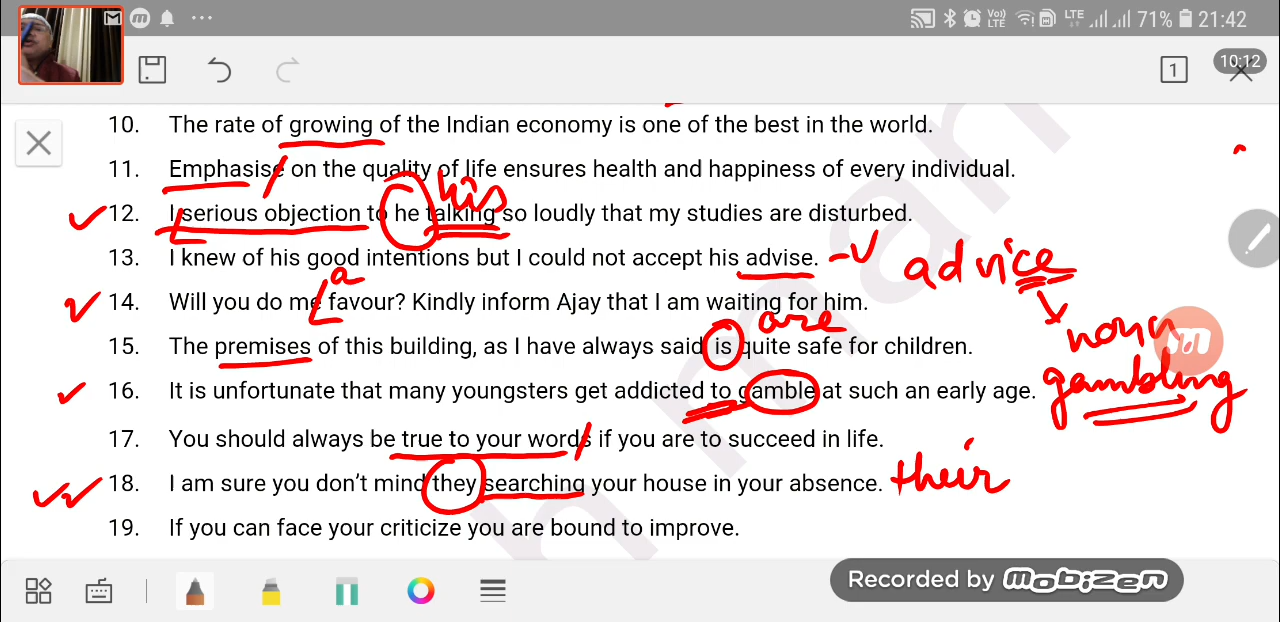 71% 21:42
1 10:12
10. The rate of growing of the Indian economy is one of the best in the world.
11. Emphasise on the quality of life ensures health and happiness of every individual.
his
12. I serious objection to he talking so loudly that my studies are disturbed.
13. I knew of his good intentions but I could not accept his advise. – V advice
a
noun
14. Will you do me favour? Kindly inform Ajay that I am waiting for him.
are
15. The premises of this building, as I have always said is quite safe for children.
16. It is unfortunate that many youngsters get addicted to gamble at such an early age. gambling
17. You should always be true to your words if you are to succeed in life.
18. I am sure you don't mind they searching your house in your absence. their
19. If you can face your criticize you are bound to improve.
Recorded by mobizen